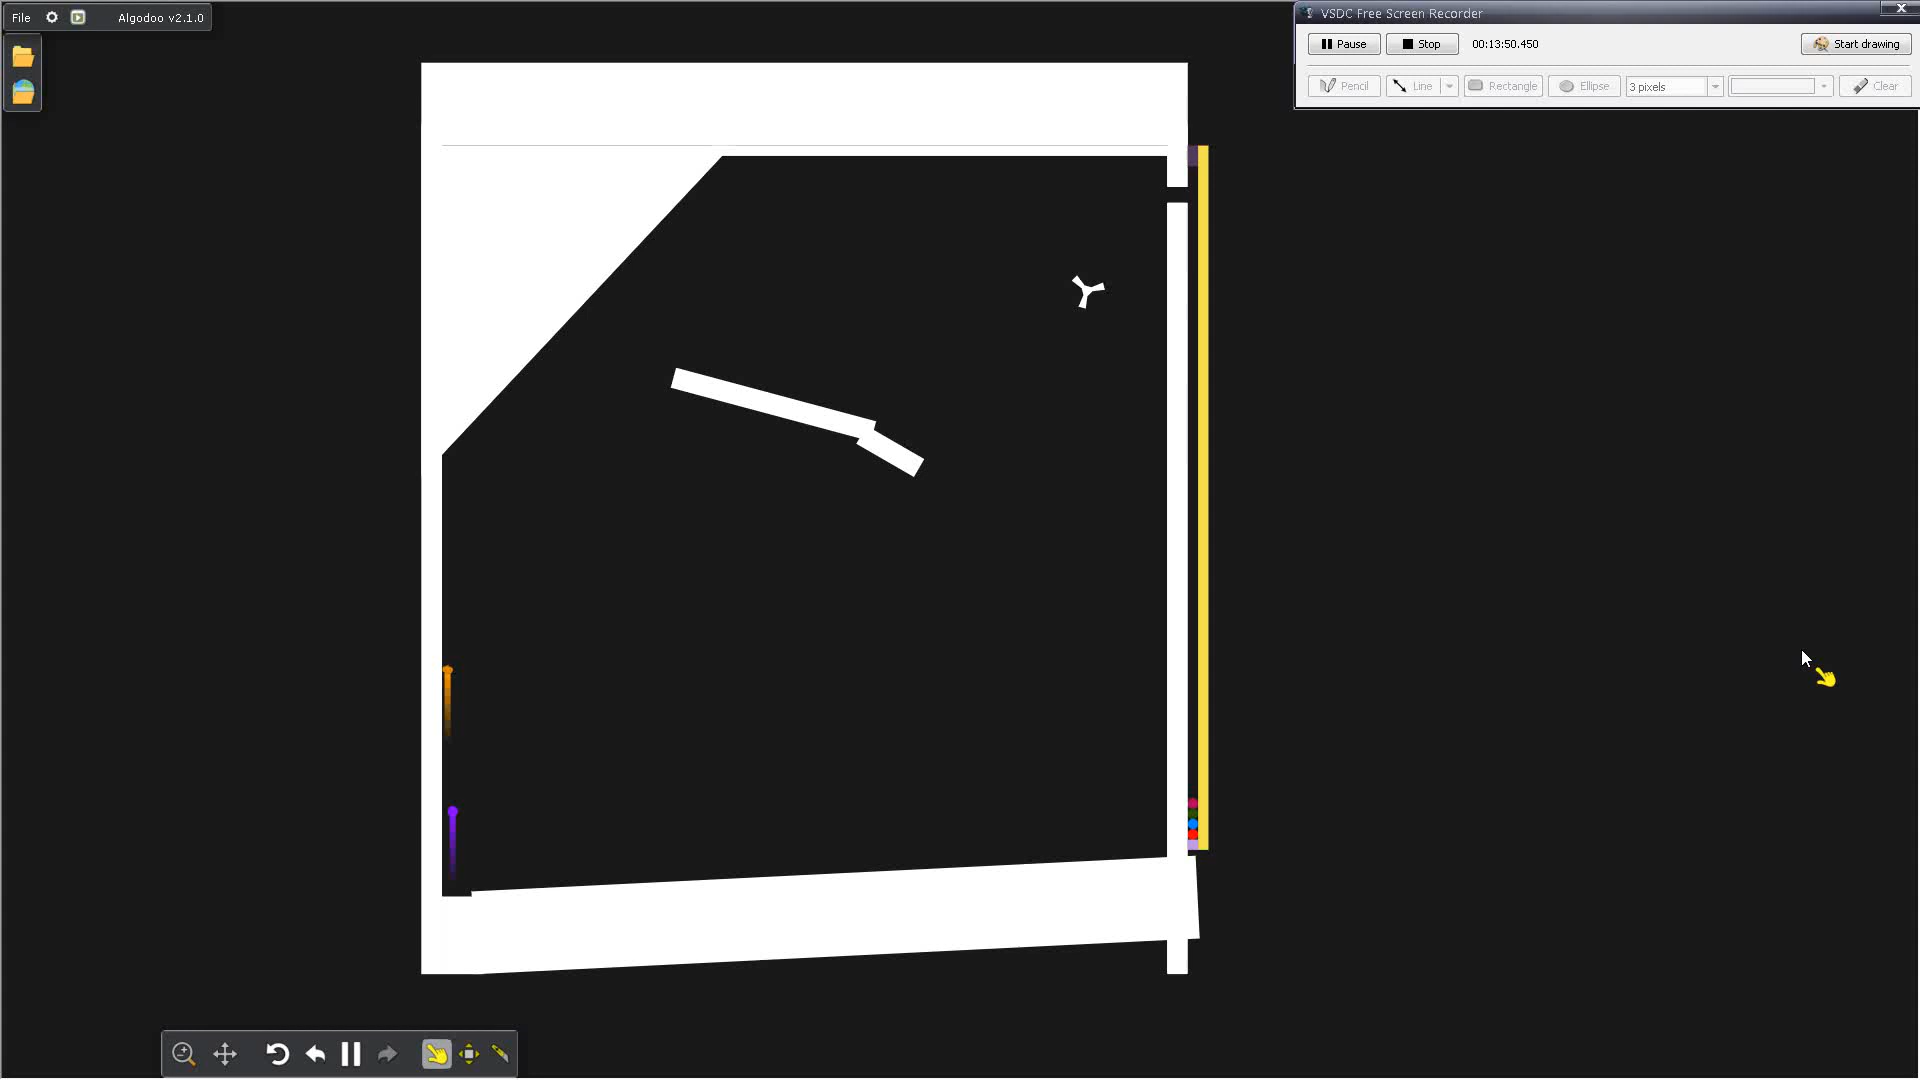 File
Algodoo v2.1.0
VSDC Free Screen Recorder
Pause
Stop
00:13:50.450
Start drawing
Pencil
Line
Rectangle
Ellipse
3 pixels
Clear